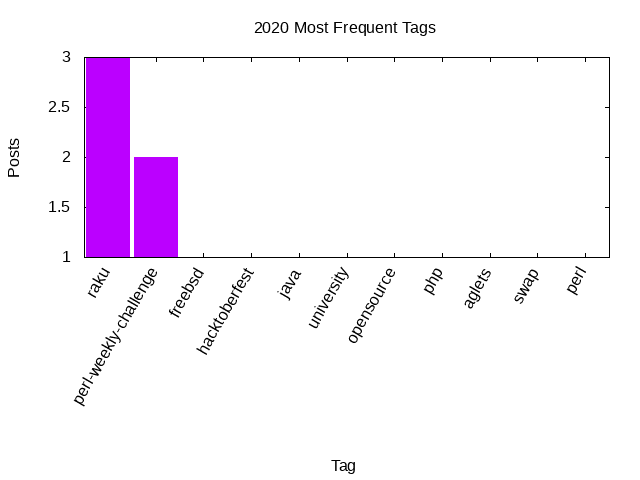 2020 Most Frequent Tags
3
2.5
2
1.5
1
Posts
raku
perl-weekly-challenge
freebsd
hacktoberfest
java
university
opensource
php
aglets
swap
perl
Tag